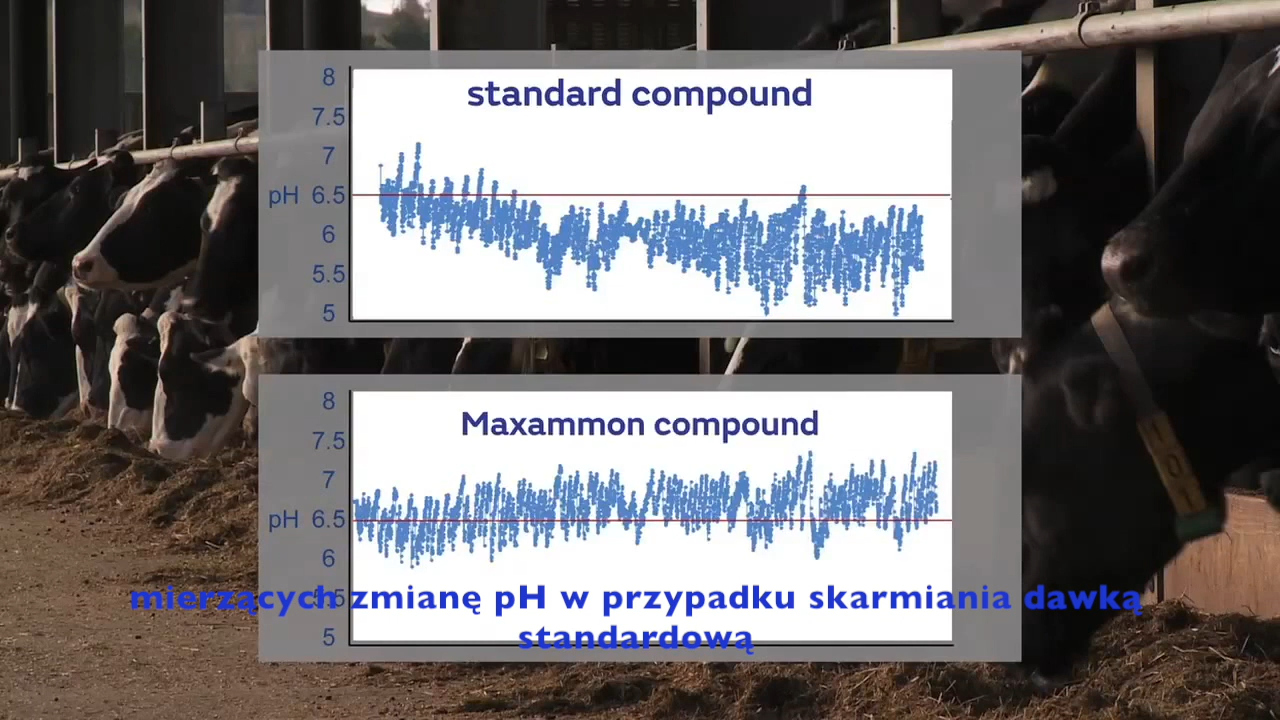 8
standard compound
7.5
7
pH 6.5
6
5.5
5
8
Maxammon compound
7.5
7
pH 6.5
6
mierzących zmianę pH w przypadku skarmiania dawką
standardową
5